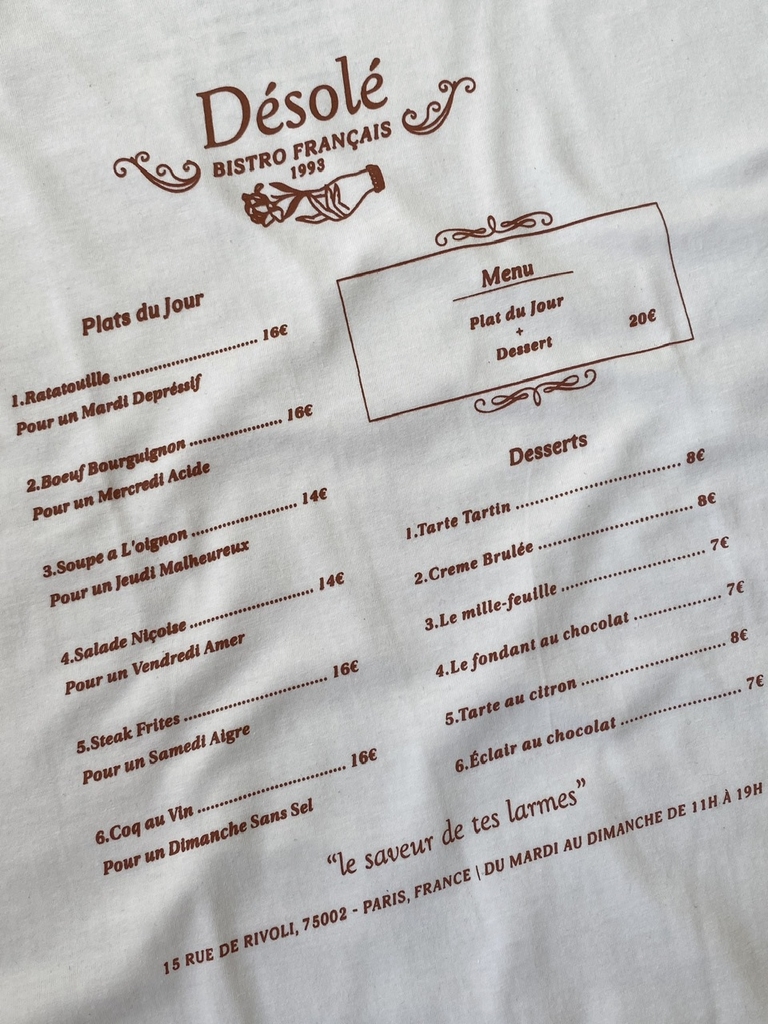 Désolé
BISTRO FRANÇAIS
1993
Plats du Jour
1.Ratatouille ........................ 16€
Pour un Mardi Depréssif
2.Boeuf Bourguignon ............... 16€
Pour un Mercredi Acide
3.Soupe a L'oignon ................. 14€
Pour un Jeudi Malheureux
4.Salade Niçoise .................... 14€
Pour un Vendredi Amer
5.Steak Frites ....................... 16€
Pour un Samedi Aigre
6.Coq au Vin ........................ 16€
Pour un Dimanche Sans Sel
Menu
Plat du Jour
+
Dessert
20€
Desserts
1.Tarte Tartin ........................ 8€
2.Creme Brulée ...................... 8€
3.Le mille-feuille .................... 7€
4.Le fondant au chocolat ............... 7€
5.Tarte au citron .................... 8€
6.Éclair au chocolat ................. 7€
“le saveur de tes larmes”
15 RUE DE RIVOLI, 75002 - PARIS, FRANCE | DU MARDI AU DIMANCHE DE 11H À 19H